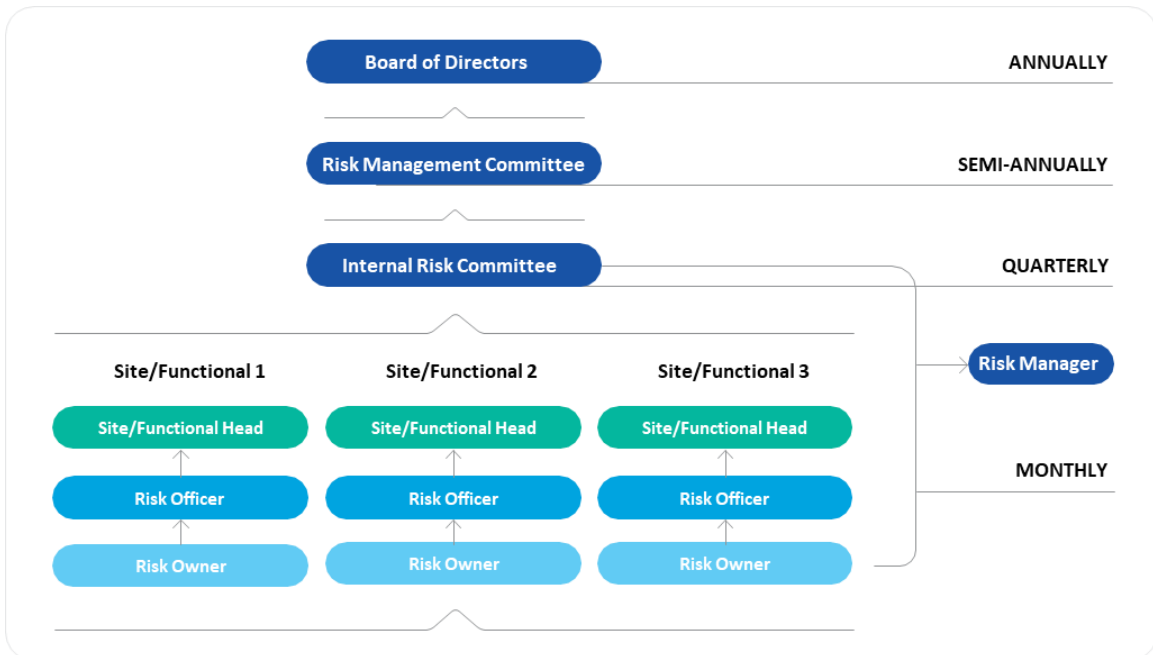 Board of Directors
ANNUALLY
Risk Management Committee
SEMI-ANNUALLY
Internal Risk Committee
QUARTERLY
Risk Manager
Site/Functional 1
Site/Functional 2
Site/Functional 3
Site/Functional Head
Site/Functional Head
Site/Functional Head
MONTHLY
Risk Officer
Risk Officer
Risk Officer
Risk Owner
Risk Owner
Risk Owner